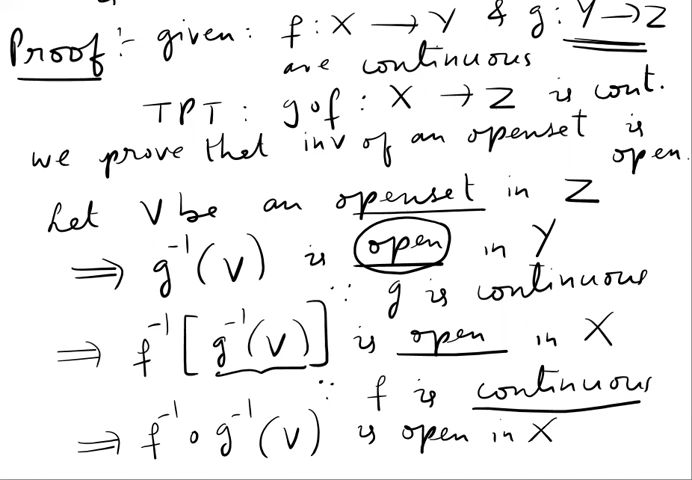 Proof :- given : f : X → Y & g : Y → Z
are continuous
TPT : gof : X → Z is cont.
we prove that inv of an openset is
open.
Let V be an openset in Z
⟹ g⁻¹(V) is open in Y
∵ g is continuous
⟹ f⁻¹[g⁻¹(V)] is open in X
∵ f is continuous
⟹ f⁻¹ o g⁻¹(V) is open in X